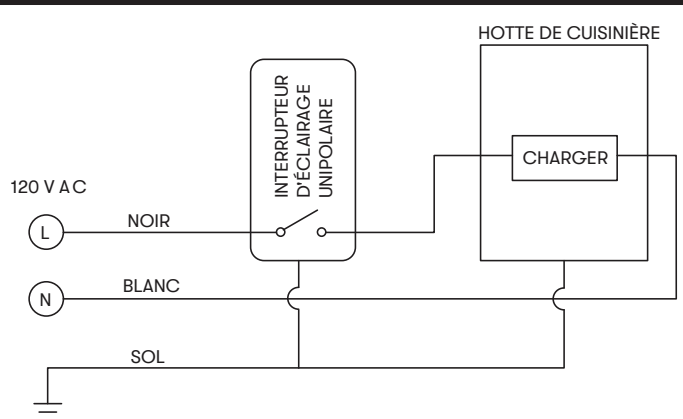 HOTTE DE CUISINIÈRE
INTERRUPTEUR
D'ÉCLAIRAGE
UNIPOLAIRE
CHARGER
120 V AC
L
NOIR
N
BLANC
SOL